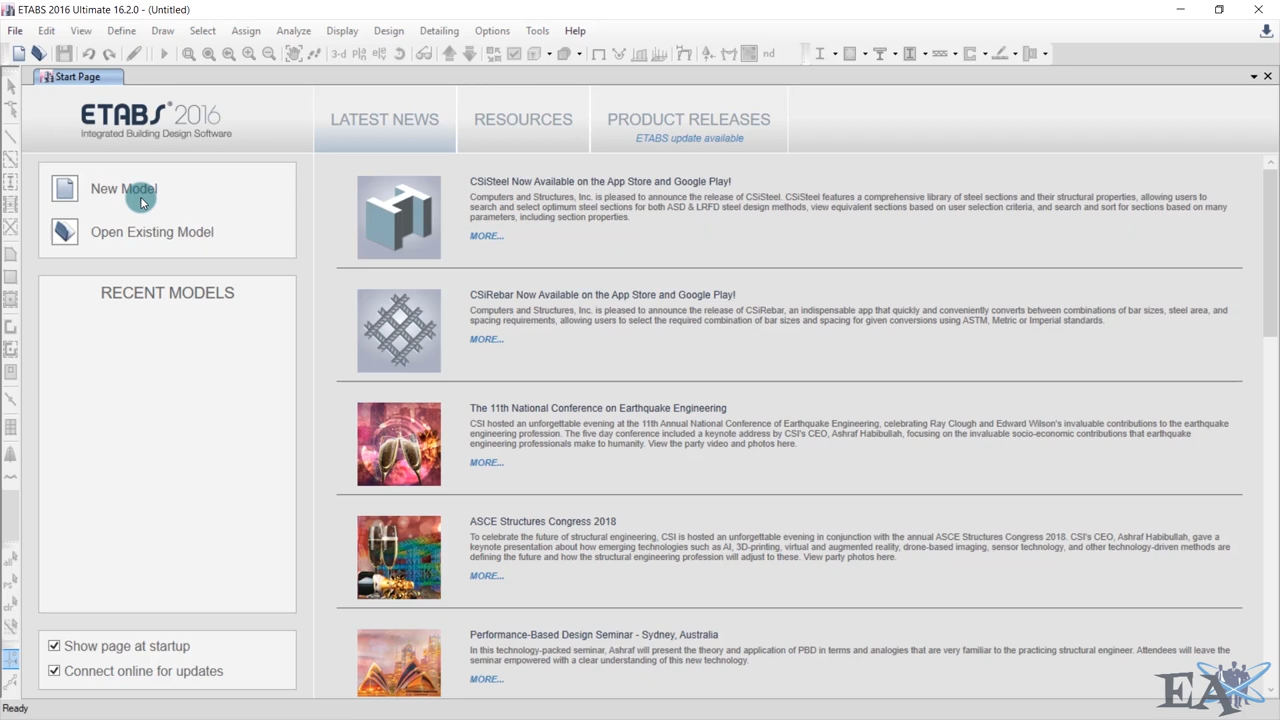 ETABS 2016 Ultimate 16.2.0 - (Untitled)
File Edit View Define Draw Select Assign Analyze Display Design Detailing Options Tools Help
3-d
nd
Start Page
ETABS® 2016
Integrated Building Design Software
LATEST NEWS
RESOURCES
PRODUCT RELEASES
ETABS update available
New Model
Open Existing Model
RECENT MODELS
Show page at startup
Connect online for updates
CSiSteel Now Available on the App Store and Google Play!
Computers and Structures, Inc. is pleased to announce the release of CSiSteel. CSiSteel features a comprehensive library of steel sections and their structural properties, allowing users to
search and select optimum steel sections for both ASD & LRFD steel design methods, view equivalent sections based on user selection criteria, and search and sort for sections based on many
parameters, including section properties.
MORE...
CSiRebar Now Available on the App Store and Google Play!
Computers and Structures, Inc. is pleased to announce the release of CSiRebar, an indispensable app that quickly and conveniently converts between combinations of bar sizes, steel area, and
spacing requirements, allowing users to select the required combination of bar sizes and spacing for given conversions using ASTM, Metric or Imperial standards.
MORE...
The 11th National Conference on Earthquake Engineering
CSI hosted an unforgettable evening at the 11th Annual National Conference of Earthquake Engineering, celebrating Ray Clough and Edward Wilson's invaluable contributions to the earthquake
engineering profession. The five day conference included a keynote address by CSI's CEO, Ashraf Habibullah, focusing on the invaluable socio-economic contributions that earthquake
engineering professionals make to humanity. View the party video and photos here.
MORE...
ASCE Structures Congress 2018
To celebrate the future of structural engineering, CSI is hosted an unforgettable evening in conjunction with the annual ASCE Structures Congress 2018. CSI's CEO, Ashraf Habibullah, gave a
keynote presentation about how emerging technologies such as AI, 3D-printing, virtual and augmented reality, drone-based imaging, sensor technology, and other technology-driven methods are
defining the future and how the structural engineering profession will adjust to these. View party photos here.
MORE...
Performance-Based Design Seminar - Sydney, Australia
In this technology-packed seminar, Ashraf will present the theory and application of PBD in terms and analogies that are very familiar to the practicing structural engineer. Attendees will leave the
seminar empowered with a clear understanding of this new technology.
MORE...
Ready
EA